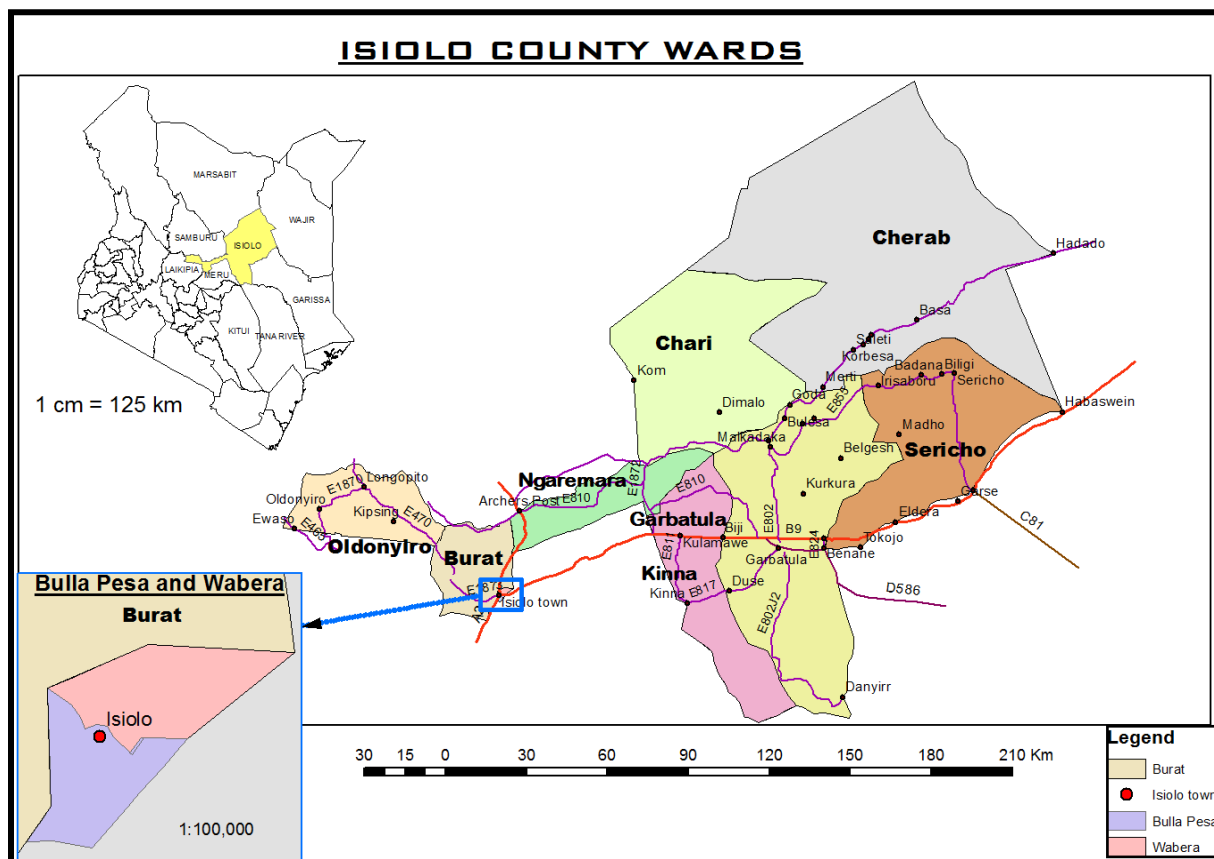 ISIOLO COUNTY WARDS
MARSABIT
WAJIR
SAMBURU
ISIOLO
LAIKIPIA
MERU
GARISSA
KITUI
TANA RIVER
1 cm = 125 km
Cherab
Hadado
Basa
Saleti
Korbesa
Chari
Korn
Merti
Badana
Biligi
Irisaboru
Sericho
Goda
E853
Dimalo
Bulesa
Habaswein
Malkadaka
Madho
Belgesh
Sericho
Ngaremara
E1872
E810
E810
Longopito
E1870
Oldonyiro
Kipsing
E470
Archers Post
Kurkura
Garse
Ewaso
E465
Oldonyiro
Garbatula
E802
Eldera
C81
Biji
B9
E824
Tokojo
Kulamawe
E811
Garbatula
Benane
Burat
Kinna
Duse
E817
Kinna
D586
E1874
Isiolo town
E802J2
Danyirr
Bulla Pesa and Wabera
Burat
Isiolo
1:100,000
30 15 0 30 60 90 120 150 180 210 Km
Legend
Burat
Isiolo town
Bulla Pesa
Wabera